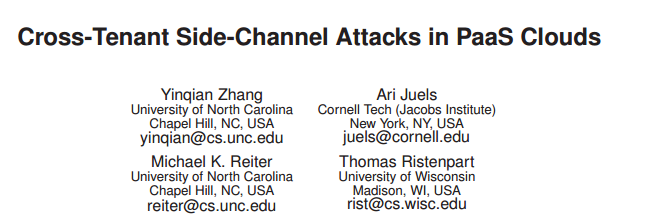 Cross-Tenant Side-Channel Attacks in PaaS Clouds
Yinqian Zhang
University of North Carolina
Chapel Hill, NC, USA
yinqian@cs.unc.edu
Ari Juels
Cornell Tech (Jacobs Institute)
New York, NY, USA
juels@cornell.edu
Michael K. Reiter
University of North Carolina
Chapel Hill, NC, USA
reiter@cs.unc.edu
Thomas Ristenpart
University of Wisconsin
Madison, WI, USA
rist@cs.wisc.edu